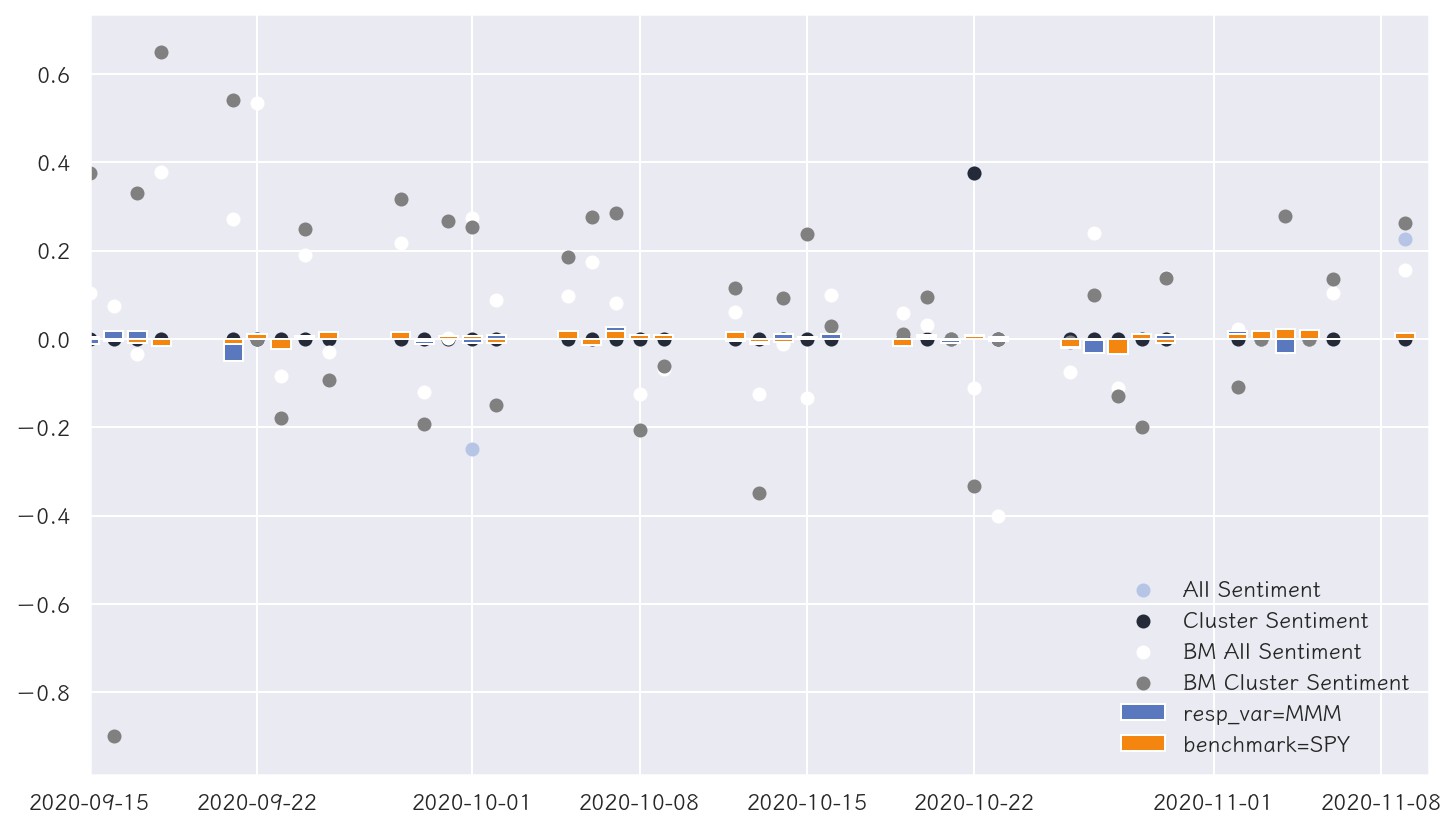 0.6
0.4
0.2
0.0
−0.2
−0.4
−0.6
−0.8
All Sentiment
Cluster Sentiment
BM All Sentiment
BM Cluster Sentiment
resp_var=MMM
benchmark=SPY
2020-09-15 2020-09-22 2020-10-01 2020-10-08 2020-10-15 2020-10-22 2020-11-01 2020-11-08